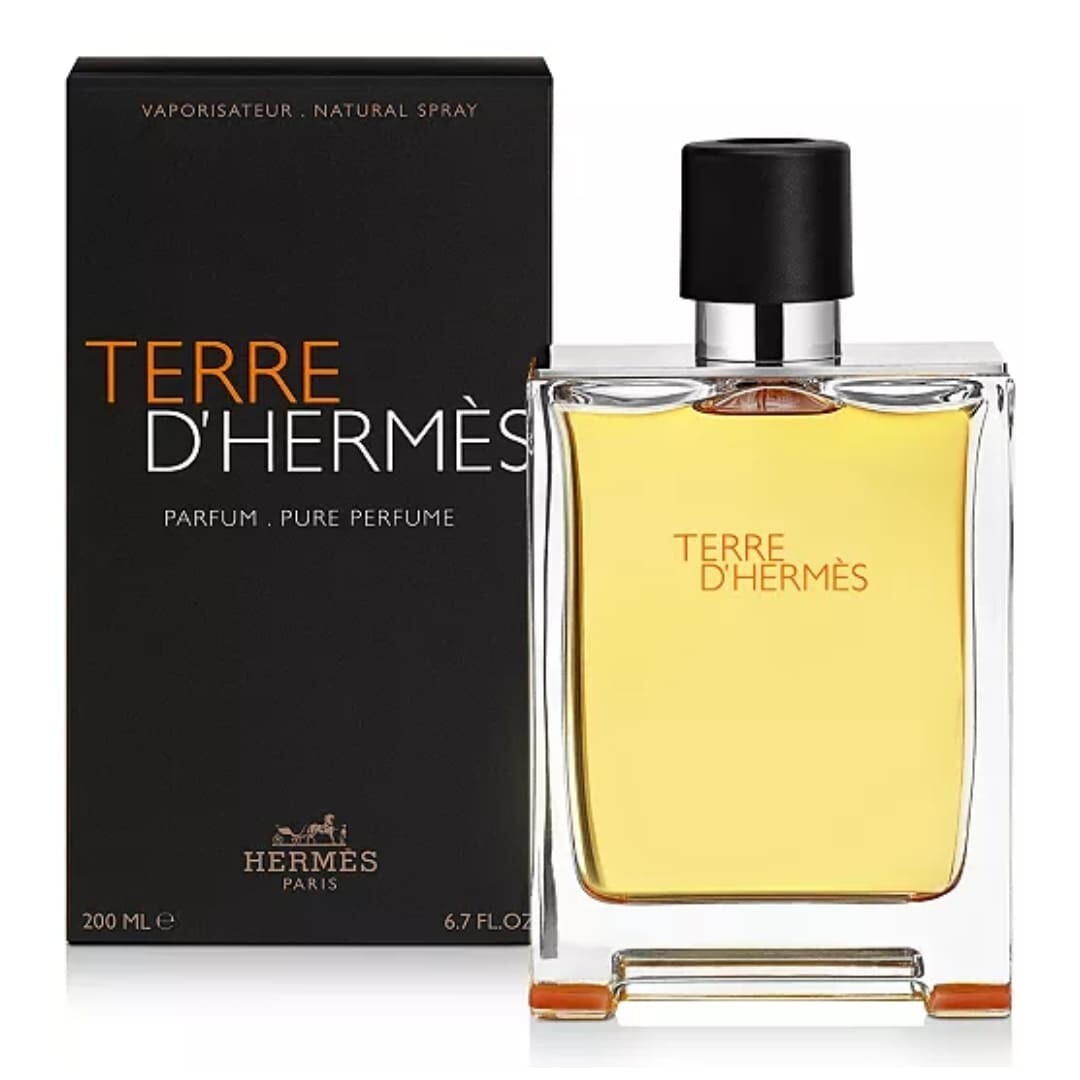 VAPORISATEUR . NATURAL SPRAY
TERRE
D'HERMÈS
PARFUM . PURE PERFUME
HERMÈS
PARIS
200 ML ℮
6.7 FL.OZ
TERRE
D'HERMÈS